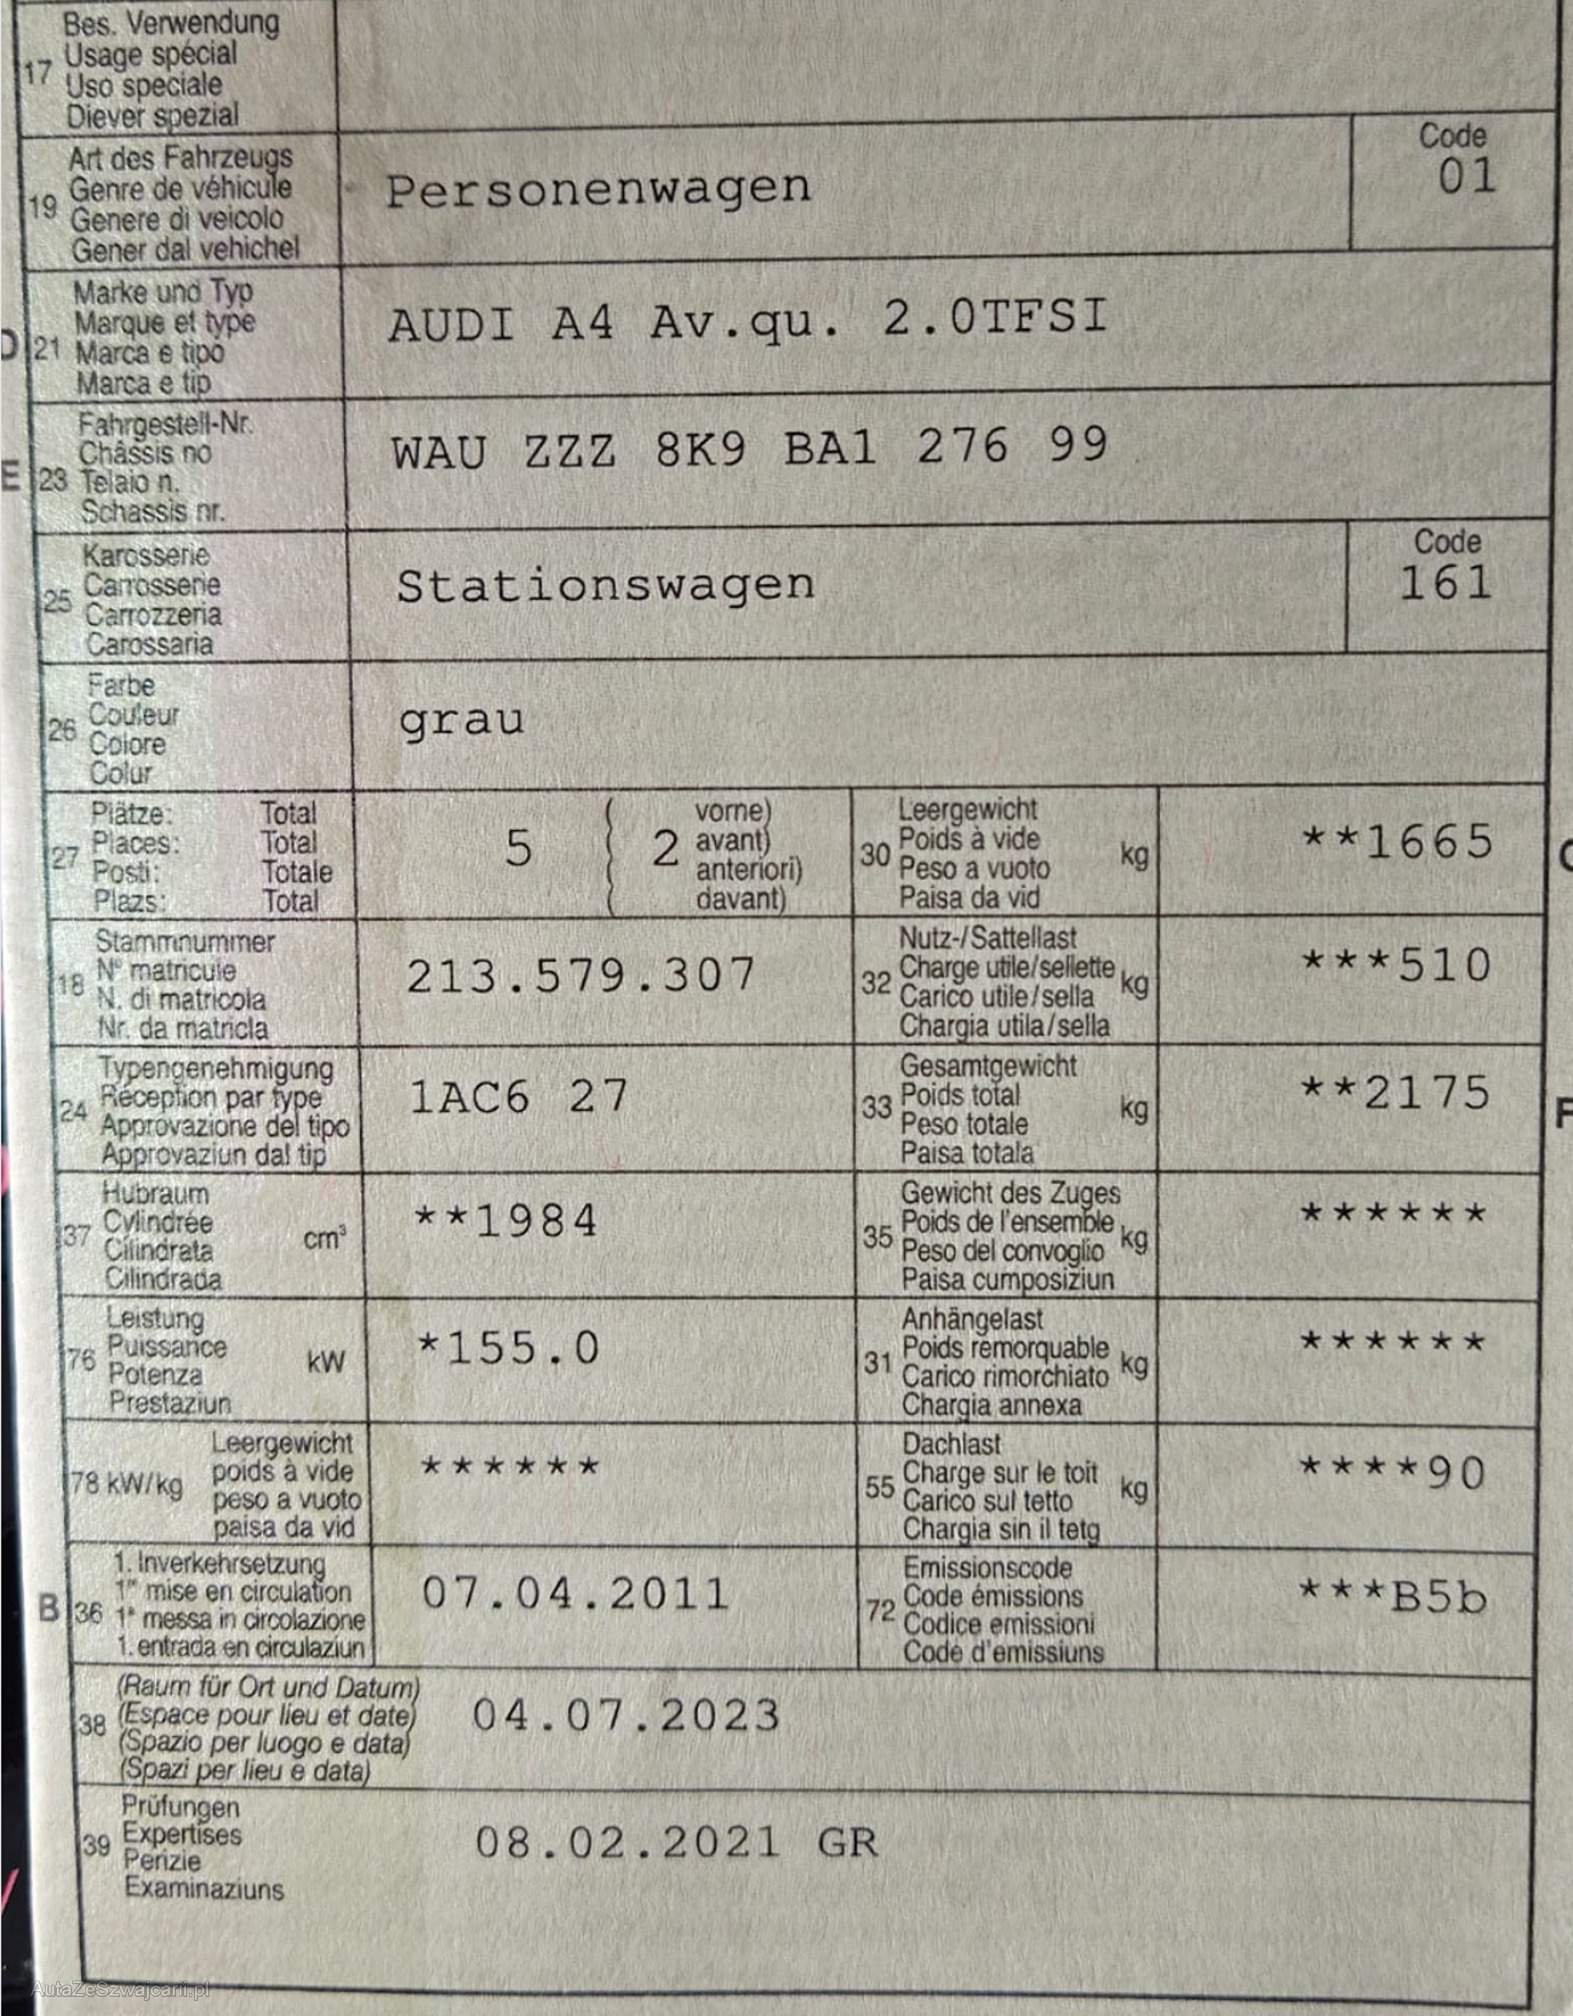 17
Bes. Verwendung
Usage spécial
Uso speciale
Diever spezial
19
Art des Fahrzeugs
Genre de véhicule
Genere di veicolo
Gener dal vehichel
Personenwagen
Code
01
D
21
Marke und Typ
Marque et type
Marca e tipo
Marca e tip
AUDI A4 Av.qu. 2.0TFSI
E
23
Fahrgestell-Nr.
Châssis no
Telaio n.
Schassis nr.
WAU ZZZ 8K9 BA1 276 99
25
Karosserie
Carrosserie
Carrozzeria
Carossaria
Stationswagen
Code
161
26
Farbe
Couleur
Colore
Colur
grau
27
Plätze: Total
Places: Total
Posti: Totale
Plazs: Total
5 ( 2
vorne)
avant)
anteriori)
davant)
30
Leergewicht
Poids à vide
Peso a vuoto
Paisa da vid
kg
**1665
18
Stammnummer
N° matricule
N. di matricola
Nr. da matricla
213.579.307
32
Nutz-/Sattellast
Charge utile/sellette
Carico utile/sella
Chargia utila/sella
kg
***510
24
Typengenehmigung
Réception par type
Approvazione del tipo
Approvaziun dal tip
1AC6 27
33
Gesamtgewicht
Poids total
Peso totale
Paisa totala
kg
**2175
F
37
Hubraum
Cylindrée
Cilindrata
Cilindrada
cm³
**1984
35
Gewicht des Zuges
Poids de l'ensemble
Peso del convoglio
Paisa cumposiziun
kg
******
76
Leistung
Puissance
Potenza
Prestaziun
kW
*155.0
31
Anhängelast
Poids remorquable
Carico rimorchiato
Chargia annexa
kg
******
78 kW/kg
Leergewicht
poids à vide
peso a vuoto
paisa da vid
******
55
Dachlast
Charge sur le toit
Carico sul tetto
Chargia sin il tetg
kg
****90
B
36
1. Inverkehrsetzung
1re mise en circulation
1a messa in circolazione
1. entrada en circulaziun
07.04.2011
72
Emissionscode
Code émissions
Codice emissioni
Code d'emissiuns
***B5b
38
(Raum für Ort und Datum)
(Espace pour lieu et date)
(Spazio per luogo e data)
(Spazi per lieu e data)
04.07.2023
39
Prüfungen
Expertises
Perizie
Examinaziuns
08.02.2021 GR
AutaZeSzwajcarii.pl